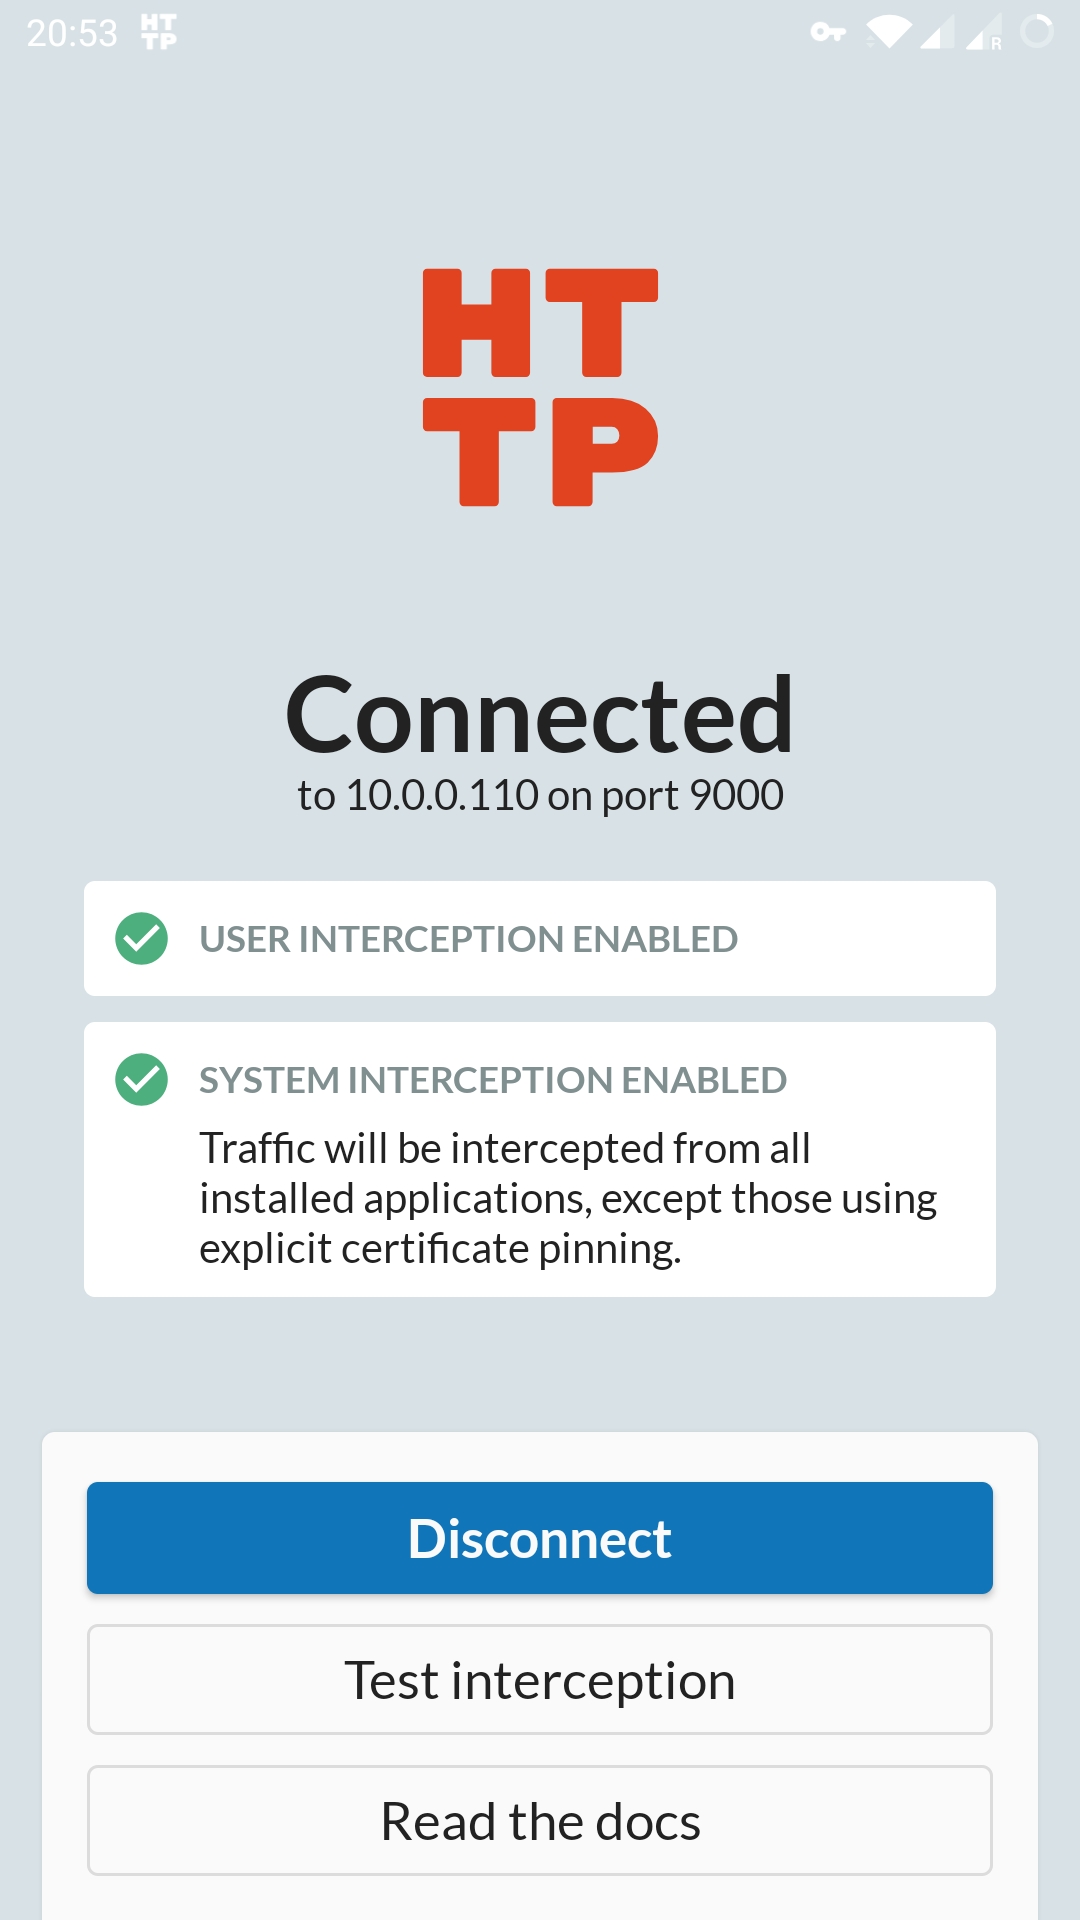 20:53 HT
TP
R
HT
TP
Connected
to 10.0.0.110 on port 9000
USER INTERCEPTION ENABLED
SYSTEM INTERCEPTION ENABLED
Traffic will be intercepted from all
installed applications, except those using
explicit certificate pinning.
Disconnect
Test interception
Read the docs